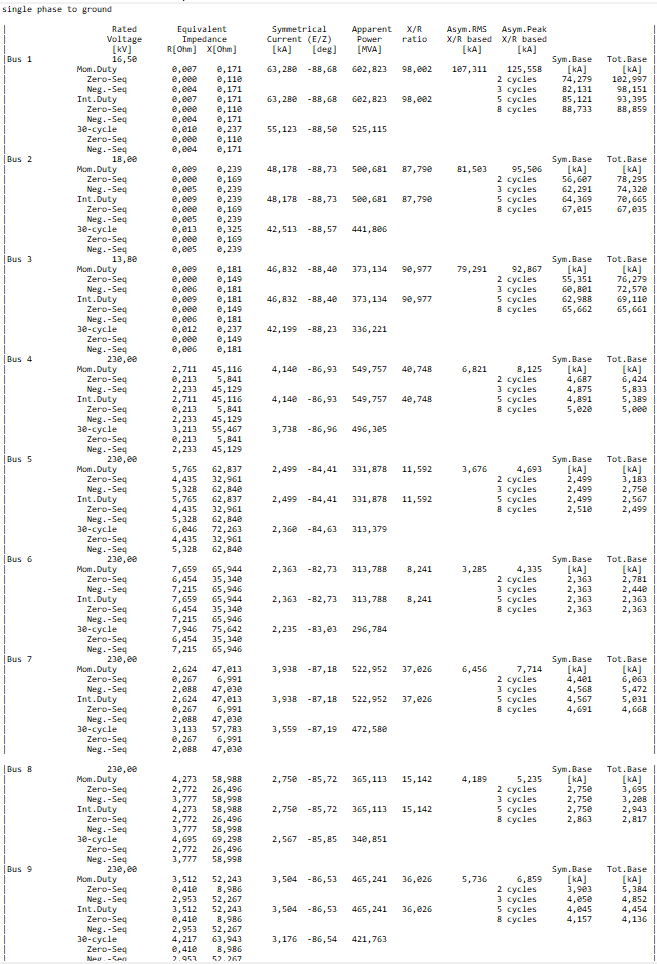 single phase to ground
Rated Equivalent Symmetrical Apparent X/R Asym.RMS Asym.Peak
Voltage Impedance Current (E/Z) Power ratio X/R based X/R based
[kV] R[Ohm] X[Ohm] [kA] [deg] [MVA] [kA] [kA]
Bus 1 16,50 Sym.Base Tot.Base
Mom.Duty 0,007 0,171 63,280 -88,68 602,823 98,002 107,311 125,558 [kA] [kA]
Zero-Seq 0,000 0,110 2 cycles 74,279 102,997
Neg.-Seq 0,004 0,171 3 cycles 82,131 98,151
Int.Duty 0,007 0,171 63,280 -88,68 602,823 98,002 5 cycles 85,121 93,395
Zero-Seq 0,000 0,110 8 cycles 88,733 88,859
Neg.-Seq 0,004 0,171
30-cycle 0,010 0,237 55,123 -88,50 525,115
Zero-Seq 0,000 0,110
Neg.-Seq 0,004 0,171
Bus 2 18,00 Sym.Base Tot.Base
Mom.Duty 0,009 0,239 48,178 -88,73 500,681 87,790 81,503 95,506 [kA] [kA]
Zero-Seq 0,000 0,169 2 cycles 56,607 78,295
Neg.-Seq 0,005 0,239 3 cycles 62,291 74,320
Int.Duty 0,009 0,239 48,178 -88,73 500,681 87,790 5 cycles 64,369 70,665
Zero-Seq 0,000 0,169 8 cycles 67,015 67,035
Neg.-Seq 0,005 0,239
30-cycle 0,013 0,325 42,513 -88,57 441,806
Zero-Seq 0,000 0,169
Neg.-Seq 0,005 0,239
Bus 3 13,80 Sym.Base Tot.Base
Mom.Duty 0,009 0,181 46,832 -88,40 373,134 90,977 79,291 92,867 [kA] [kA]
Zero-Seq 0,000 0,149 2 cycles 55,351 76,279
Neg.-Seq 0,006 0,181 3 cycles 60,801 72,570
Int.Duty 0,009 0,181 46,832 -88,40 373,134 90,977 5 cycles 62,988 69,110
Zero-Seq 0,000 0,149 8 cycles 65,662 65,661
Neg.-Seq 0,006 0,181
30-cycle 0,012 0,237 42,199 -88,23 336,221
Zero-Seq 0,000 0,149
Neg.-Seq 0,006 0,181
Bus 4 230,00 Sym.Base Tot.Base
Mom.Duty 2,711 45,116 4,140 -86,93 549,757 40,748 6,821 8,125 [kA] [kA]
Zero-Seq 0,213 5,841 2 cycles 4,687 6,424
Neg.-Seq 2,233 45,129 3 cycles 4,875 5,833
Int.Duty 2,711 45,116 4,140 -86,93 549,757 40,748 5 cycles 4,891 5,389
Zero-Seq 0,213 5,841 8 cycles 5,020 5,000
Neg.-Seq 2,233 45,129
30-cycle 3,213 55,467 3,738 -86,96 496,305
Zero-Seq 0,213 5,841
Neg.-Seq 2,233 45,129
Bus 5 230,00 Sym.Base Tot.Base
Mom.Duty 5,765 62,837 2,499 -84,41 331,878 11,592 3,676 4,693 [kA] [kA]
Zero-Seq 4,435 32,961 2 cycles 2,499 3,183
Neg.-Seq 5,328 62,840 3 cycles 2,499 2,750
Int.Duty 5,765 62,837 2,499 -84,41 331,878 11,592 5 cycles 2,499 2,567
Zero-Seq 4,435 32,961 8 cycles 2,510 2,499
Neg.-Seq 5,328 62,840
30-cycle 6,046 72,263 2,360 -84,63 313,379
Zero-Seq 4,435 32,961
Neg.-Seq 5,328 62,840
Bus 6 230,00 Sym.Base Tot.Base
Mom.Duty 7,659 65,944 2,363 -82,73 313,788 8,241 3,285 4,335 [kA] [kA]
Zero-Seq 6,454 35,340 2 cycles 2,363 2,781
Neg.-Seq 7,215 65,946 3 cycles 2,363 2,440
Int.Duty 7,659 65,944 2,363 -82,73 313,788 8,241 5 cycles 2,363 2,363
Zero-Seq 6,454 35,340 8 cycles 2,363 2,363
Neg.-Seq 7,215 65,946
30-cycle 7,946 75,642 2,235 -83,03 296,784
Zero-Seq 6,454 35,340
Neg.-Seq 7,215 65,946
Bus 7 230,00 Sym.Base Tot.Base
Mom.Duty 2,624 47,013 3,938 -87,18 522,952 37,026 6,456 7,714 [kA] [kA]
Zero-Seq 0,267 6,991 2 cycles 4,401 6,063
Neg.-Seq 2,088 47,030 3 cycles 4,568 5,472
Int.Duty 2,624 47,013 3,938 -87,18 522,952 37,026 5 cycles 4,567 5,031
Zero-Seq 0,267 6,991 8 cycles 4,691 4,668
Neg.-Seq 2,088 47,030
30-cycle 3,133 57,783 3,559 -87,19 472,580
Zero-Seq 0,267 6,991
Neg.-Seq 2,088 47,030
Bus 8 230,00 Sym.Base Tot.Base
Mom.Duty 4,273 58,988 2,750 -85,72 365,113 15,142 4,189 5,235 [kA] [kA]
Zero-Seq 2,772 26,496 2 cycles 2,750 3,695
Neg.-Seq 3,777 58,998 3 cycles 2,750 3,208
Int.Duty 4,273 58,988 2,750 -85,72 365,113 15,142 5 cycles 2,750 2,943
Zero-Seq 2,772 26,496 8 cycles 2,863 2,817
Neg.-Seq 3,777 58,998
30-cycle 4,695 69,298 2,567 -85,85 340,851
Zero-Seq 2,772 26,496
Neg.-Seq 3,777 58,998
Bus 9 230,00 Sym.Base Tot.Base
Mom.Duty 3,512 52,243 3,504 -86,53 465,241 36,026 5,736 6,859 [kA] [kA]
Zero-Seq 0,410 8,986 2 cycles 3,903 5,384
Neg.-Seq 2,953 52,267 3 cycles 4,050 4,852
Int.Duty 3,512 52,243 3,504 -86,53 465,241 36,026 5 cycles 4,045 4,454
Zero-Seq 0,410 8,986 8 cycles 4,157 4,136
Neg.-Seq 2,953 52,267
30-cycle 4,217 63,943 3,176 -86,54 421,763
Zero-Seq 0,410 8,986
Neg.-Seq 2,953 52,267